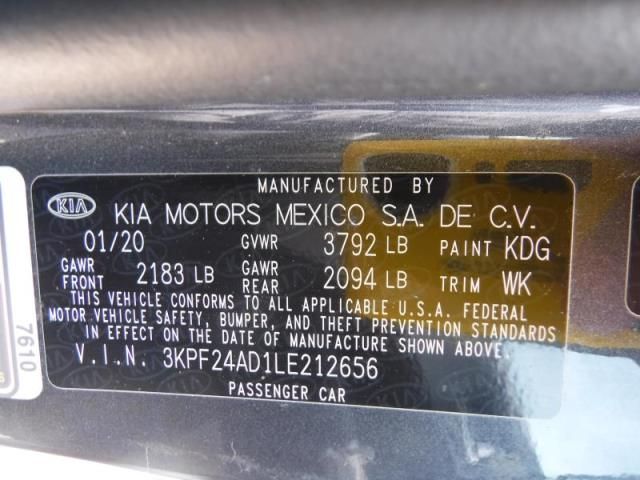 MANUFACTURED BY
KIA KIA MOTORS MEXICO S.A. DE C.V.
01/20 GVWR 3792 LB PAINT KDG
GAWR FRONT 2183 LB GAWR REAR 2094 LB TRIM WK
THIS VEHICLE CONFORMS TO ALL APPLICABLE U.S.A. FEDERAL
MOTOR VEHICLE SAFETY, BUMPER, AND THEFT PREVENTION STANDARDS
IN EFFECT ON THE DATE OF MANUFACTURE SHOWN ABOVE.
V.I.N. 3KPF24AD1LE212656
PASSENGER CAR
7610